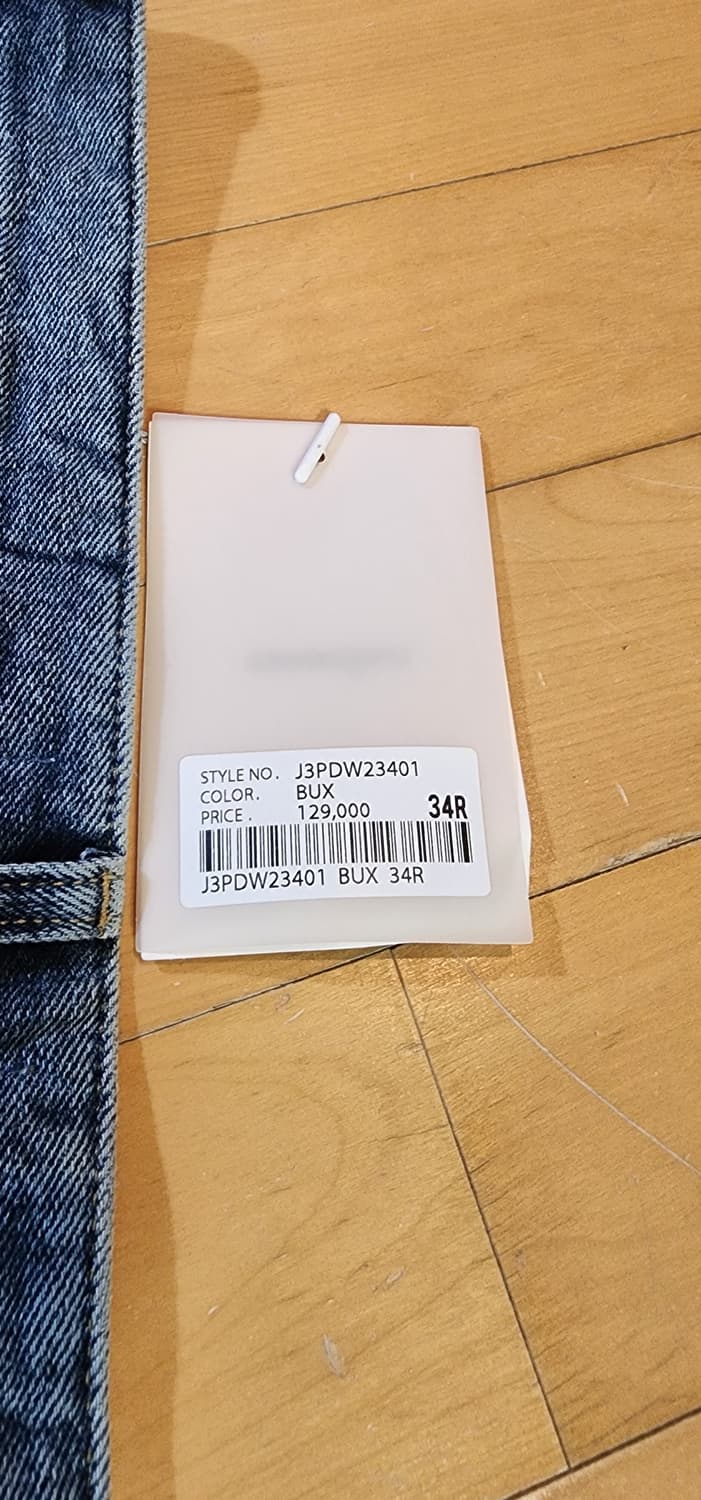 STYLE NO. J3PDW23401
COLOR. BUX
PRICE. 129,000 34R
J3PDW23401 BUX 34R